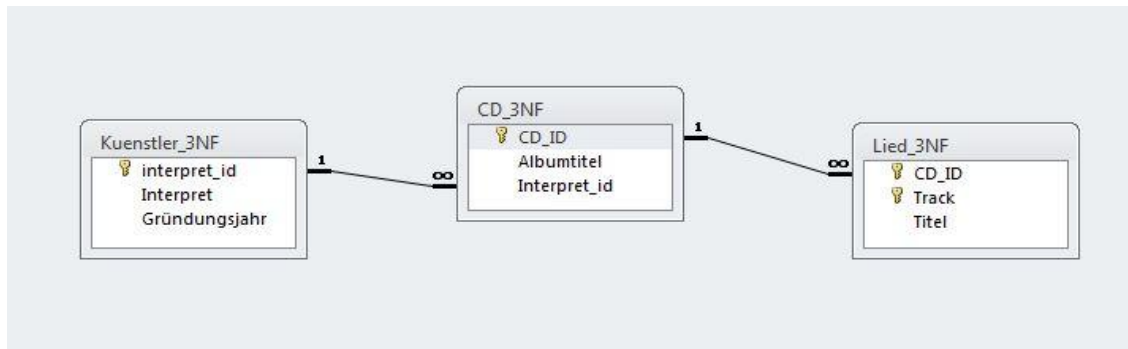 Kuenstler_3NF
interpret_id
Interpret
Gründungsjahr
1
∞
CD_3NF
CD_ID
Albumtitel
Interpret_id
1
∞
Lied_3NF
CD_ID
Track
Titel